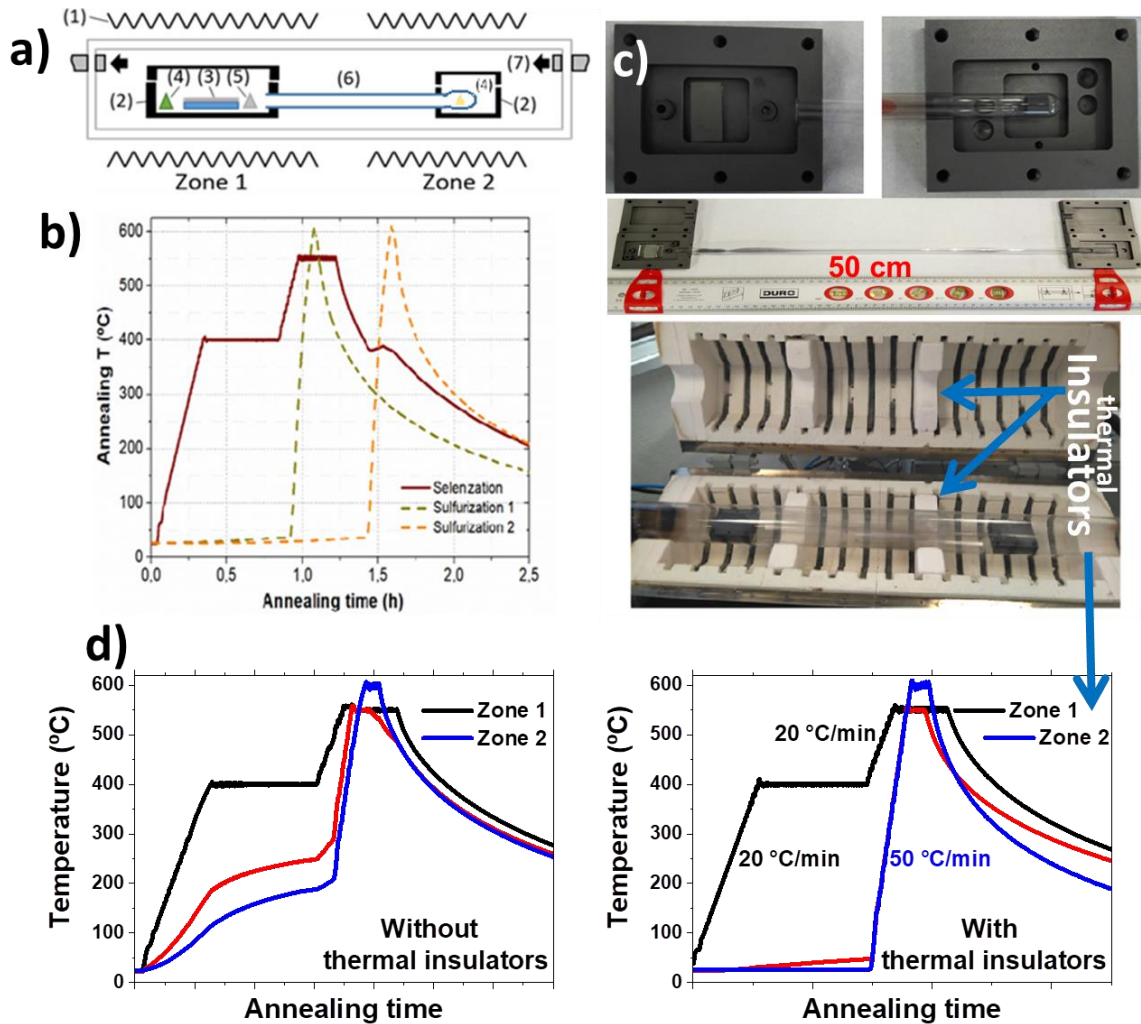 a)
(1)
(4) (3) (5)
(6)
(7)
(2)
(4)
(2)
Zone 1
Zone 2
b)
Annealing T (ºC)
600
500
400
300
200
100
0
Selenzation
Sulfurization 1
Sulfurization 2
0.0 0.5 1.0 1.5 2.0 2.5
Annealing time (h)
c)
50 cm
DURO
thermal
Insulators
d)
Temperature (ºC)
600
500
400
300
200
100
0
Zone 1
Zone 2
Without
thermal insulators
Annealing time
Temperature (ºC)
600
500
400
300
200
100
0
20 °C/min
Zone 1
Zone 2
20 °C/min
50 °C/min
With
thermal insulators
Annealing time